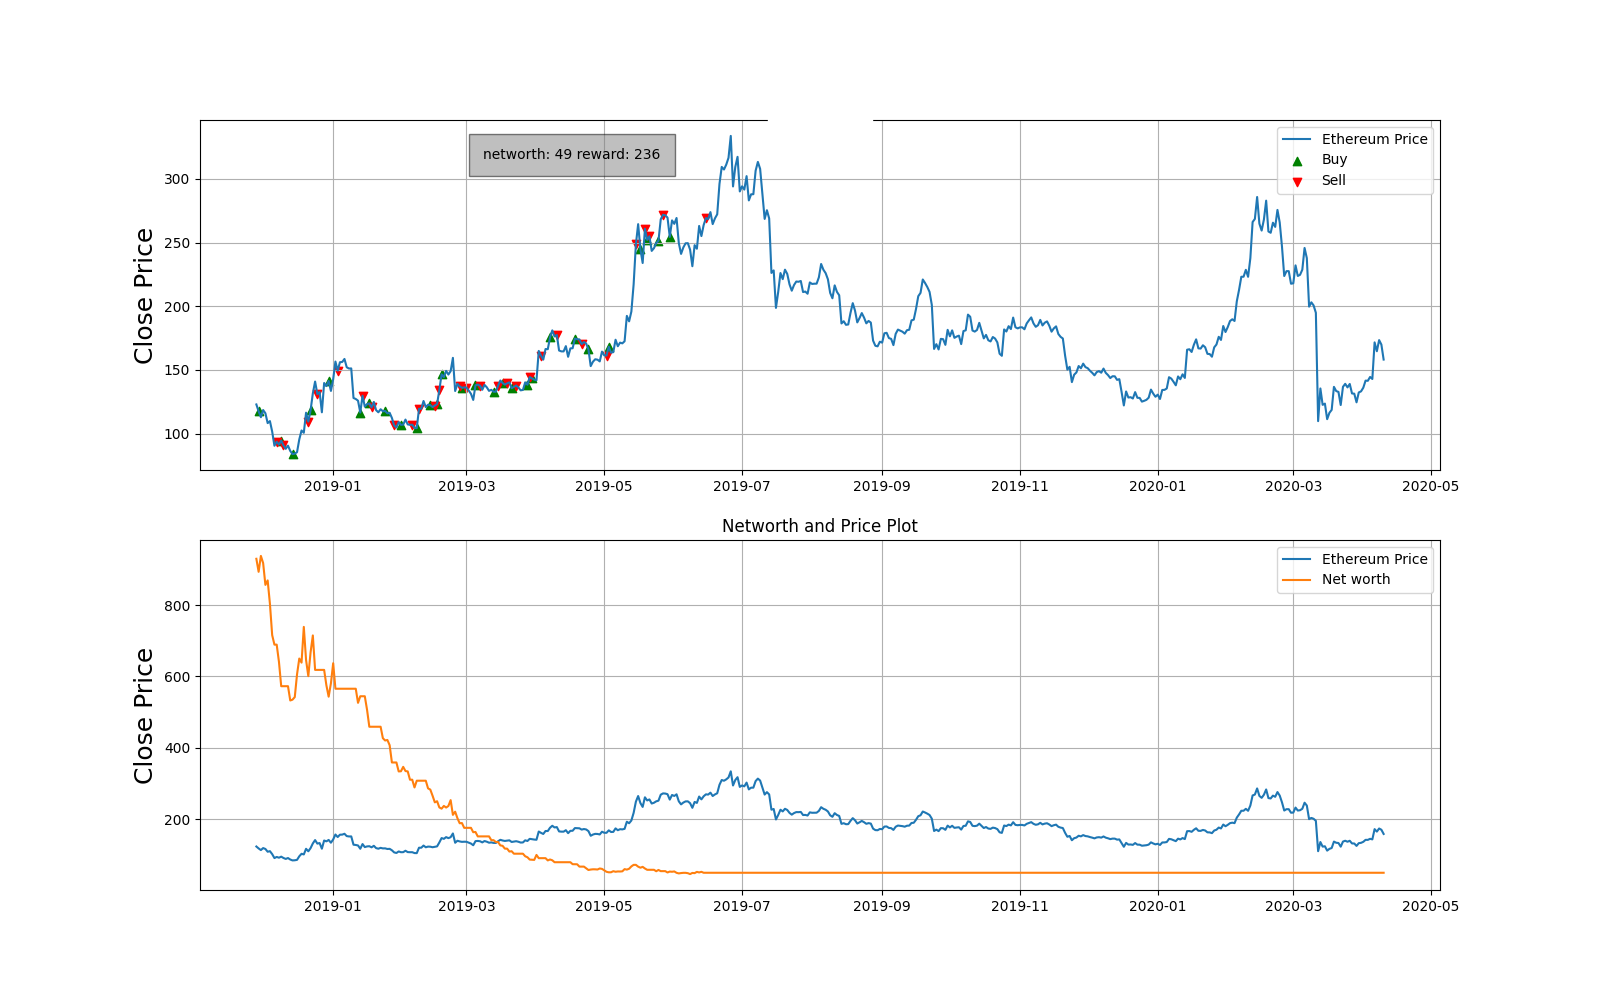 networth: 49 reward: 236
Ethereum Price
Buy
Sell
Close Price
300
250
200
150
100
2019-01 2019-03 2019-05 2019-07 2019-09 2019-11 2020-01 2020-03 2020-05
Networth and Price Plot
Ethereum Price
Net worth
Close Price
800
600
400
200
2019-01 2019-03 2019-05 2019-07 2019-09 2019-11 2020-01 2020-03 2020-05